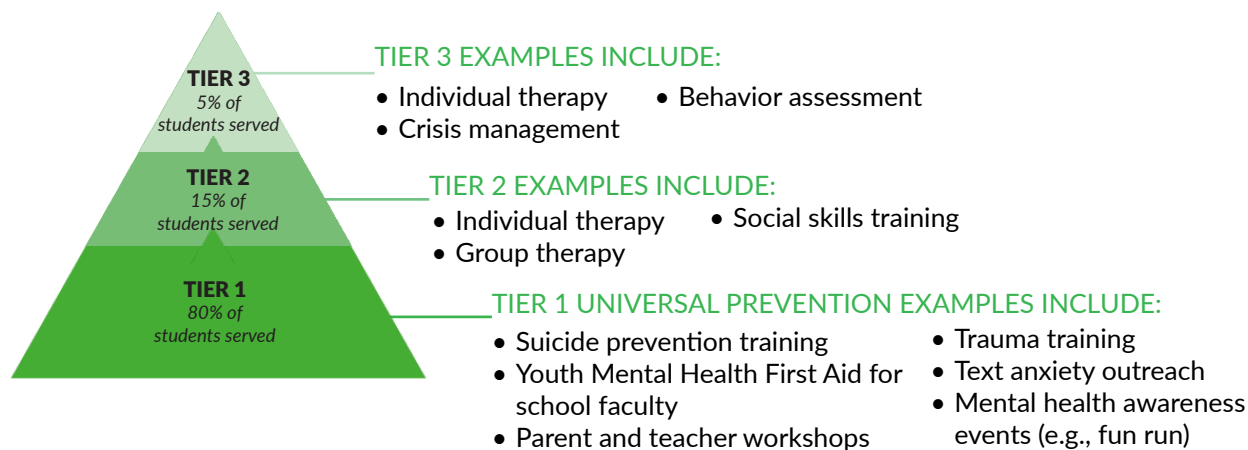 TIER 3
5% of
students served
TIER 3 EXAMPLES INCLUDE:
• Individual therapy
• Crisis management
• Behavior assessment
TIER 2
15% of
students served
TIER 2 EXAMPLES INCLUDE:
• Individual therapy
• Group therapy
• Social skills training
TIER 1
80% of
students served
TIER 1 UNIVERSAL PREVENTION EXAMPLES INCLUDE:
• Suicide prevention training
• Youth Mental Health First Aid for
school faculty
• Parent and teacher workshops
• Trauma training
• Text anxiety outreach
• Mental health awareness
events (e.g., fun run)